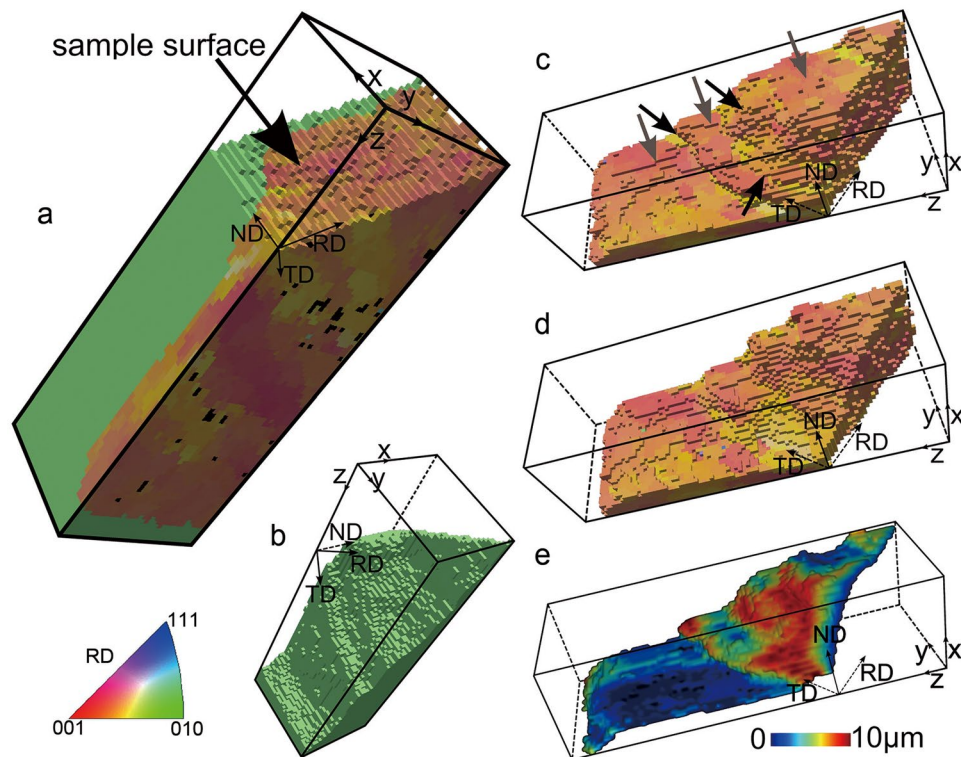 sample surface
x
y
z
a
ND
RD
TD
c
ND
RD
TD
y
x
z
d
ND
RD
TD
y
x
z
b
x
z
y
ND
RD
TD
e
ND
RD
TD
y
x
z
111
RD
001
010
0
10μm